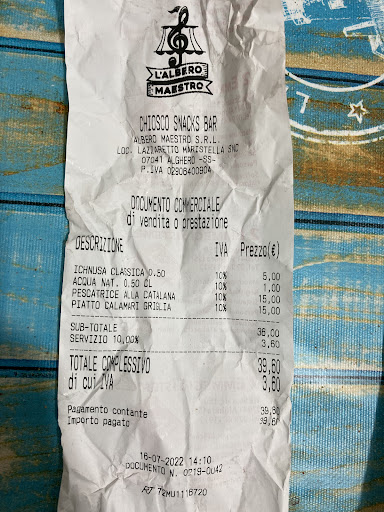 L'ALBERO
MAESTRO
CHIOSCO SNACKS BAR
ALBERO MAESTRO S.R.L.
LOC. LAZZARETTO MARISTELLA SNC
07041 ALGHERO -SS-
P.IVA 02906400904
DOCUMENTO COMMERCIALE
di vendita o prestazione
DESCRIZIONE IVA Prezzo(€)
ICHNUSA CLASSICA 0.50 10% 5,00
ACQUA NAT. 0.50 CL 10% 1,00
PESCATRICE ALLA CATALANA 10% 15,00
PIATTO CALAMARI GRIGLIA 10% 15,00
SUB-TOTALE 36,00
SERVIZIO 10,00% 3,60
TOTALE COMPLESSIVO 39,60
di cui IVA 3,60
Pagamento contante 39,60
Importo pagato 39,60
16-07-2022 14:10
DOCUMENTO N. 0219-0042
RT 72MU1116720